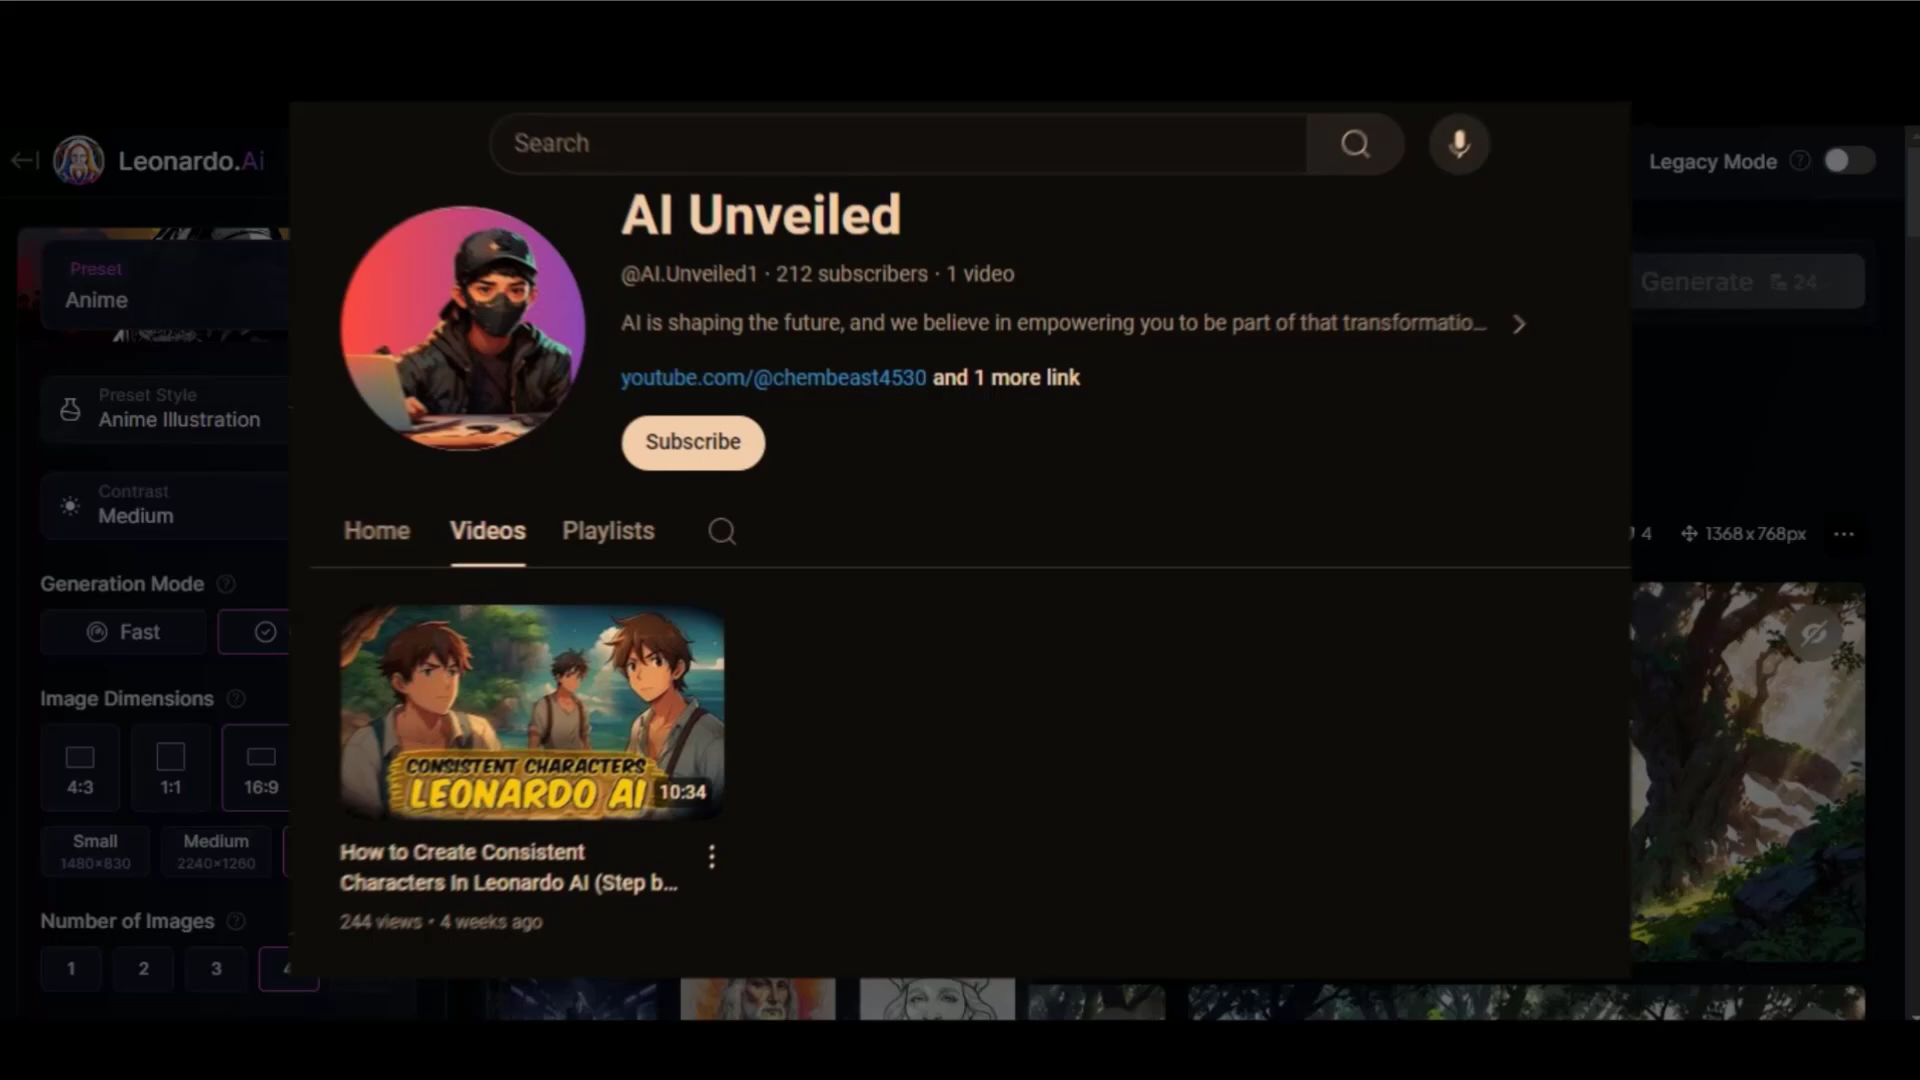 Search
Leonardo.Ai
Legacy Mode
AI Unveiled
@AI.Unveiled1 · 212 subscribers · 1 video
Preset
Anime
Generate 24
AI is shaping the future, and we believe in empowering you to be part of that transformatio...
youtube.com/@chembeast4530 and 1 more link
Preset Style
Anime Illustration
Subscribe
Contrast
Medium
Home Videos Playlists
4 1368x768px
Generation Mode
Fast
Image Dimensions
4:3 1:1 16:9
CONSISTENT CHARACTERS
LEONARDO AI
10:34
Small Medium
1480×830 2240×1260
How to Create Consistent
Characters In Leonardo AI (Step b...
244 views · 4 weeks ago
Number of Images
1 2 3 4